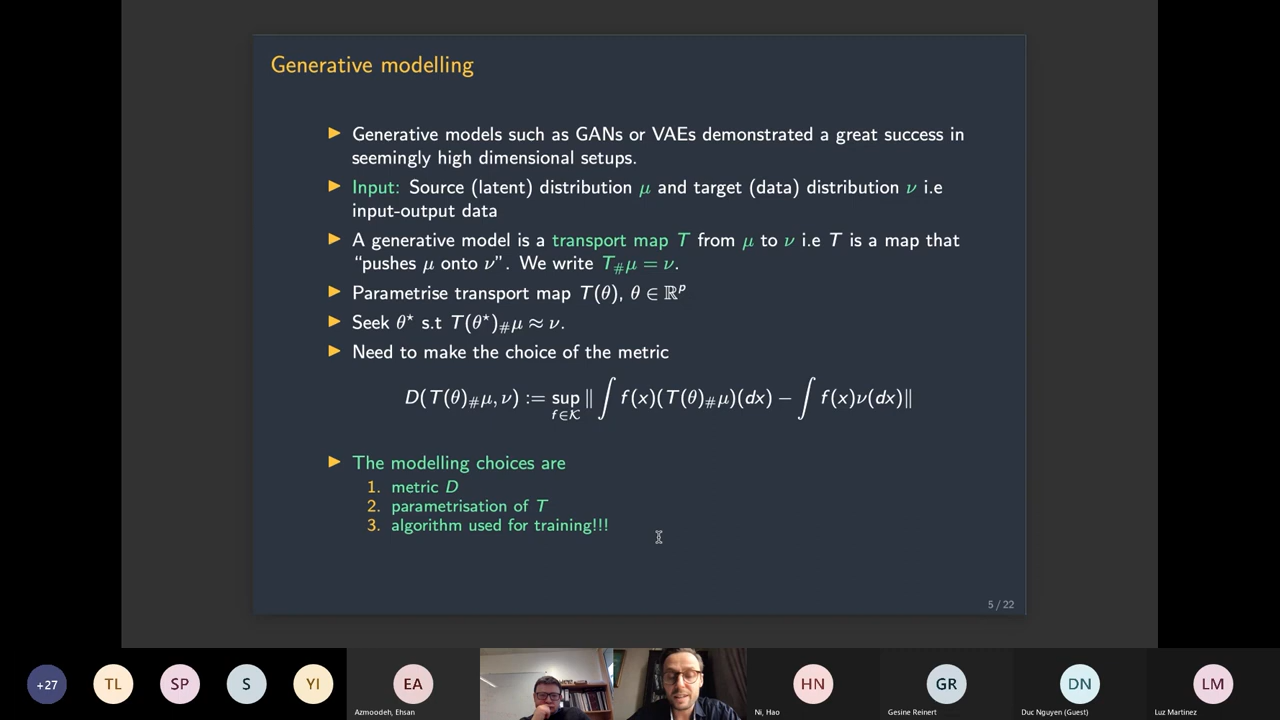 Generative modelling
▶ Generative models such as GANs or VAEs demonstrated a great success in
seemingly high dimensional setups.
▶ Input: Source (latent) distribution μ and target (data) distribution ν i.e
input-output data
▶ A generative model is a transport map T from μ to ν i.e T is a map that
“pushes μ onto ν”. We write T#μ = ν.
▶ Parametrise transport map T(θ), θ ∈ ℝᵖ
▶ Seek θ⋆ s.t T(θ⋆)#μ ≈ ν.
▶ Need to make the choice of the metric
D(T(θ)#μ, ν) := sup f∈𝒦 ‖ ∫ f(x)(T(θ)#μ)(dx) − ∫ f(x)ν(dx)‖
▶ The modelling choices are
1. metric D
2. parametrisation of T
3. algorithm used for training!!!
5 / 22
+27 TL SP S YI EA HN GR DN LM
Azmoodeh, Ehsan Ni, Hao Gesine Reinert Duc Nguyen (Guest) Luz Martinez